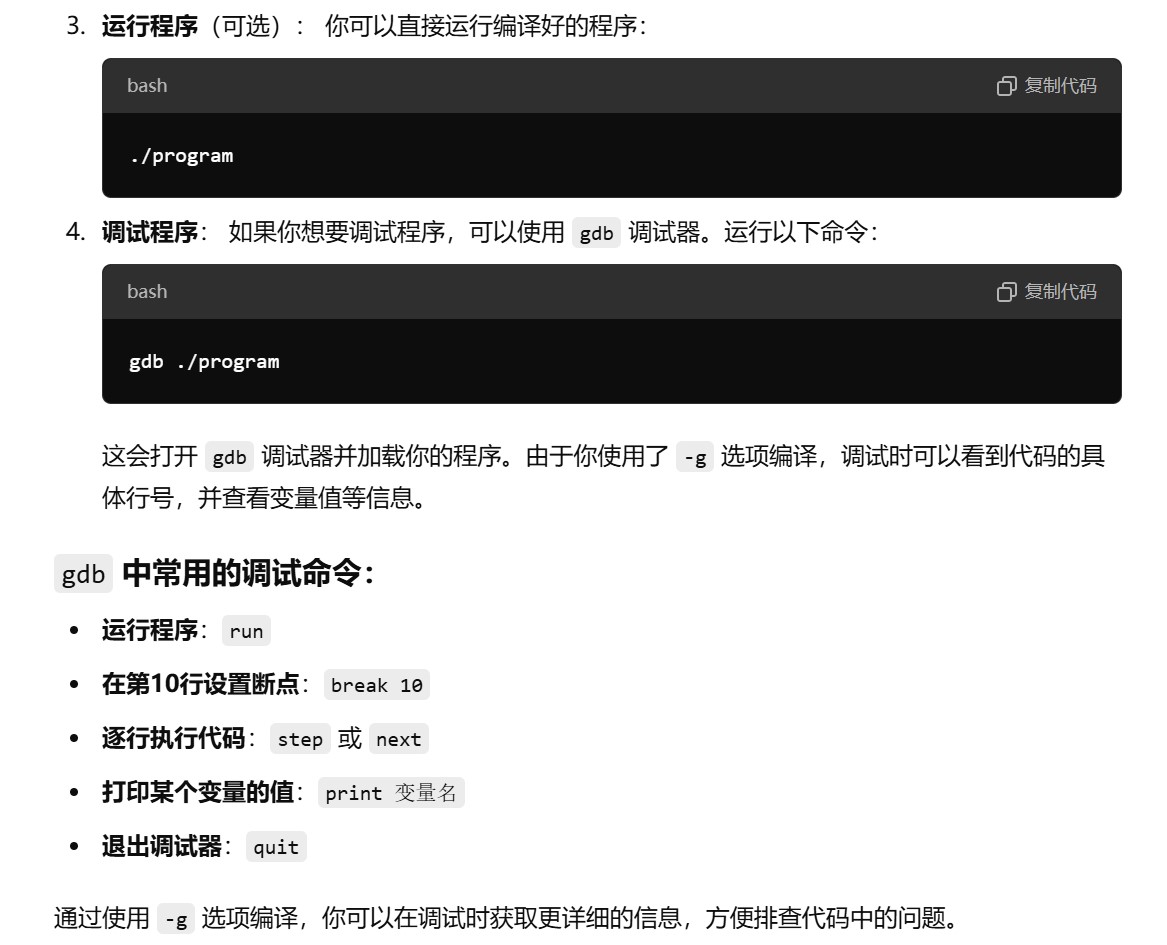 3. 运行程序（可选）： 你可以直接运行编译好的程序：
bash 复制代码
./program
4. 调试程序： 如果你想要调试程序，可以使用 gdb 调试器。运行以下命令：
bash 复制代码
gdb ./program
这会打开 gdb 调试器并加载你的程序。由于你使用了 -g 选项编译，调试时可以看到代码的具
体行号，并查看变量值等信息。
gdb 中常用的调试命令：
• 运行程序： run
• 在第10行设置断点： break 10
• 逐行执行代码： step 或 next
• 打印某个变量的值： print 变量名
• 退出调试器： quit
通过使用 -g 选项编译，你可以在调试时获取更详细的信息，方便排查代码中的问题。